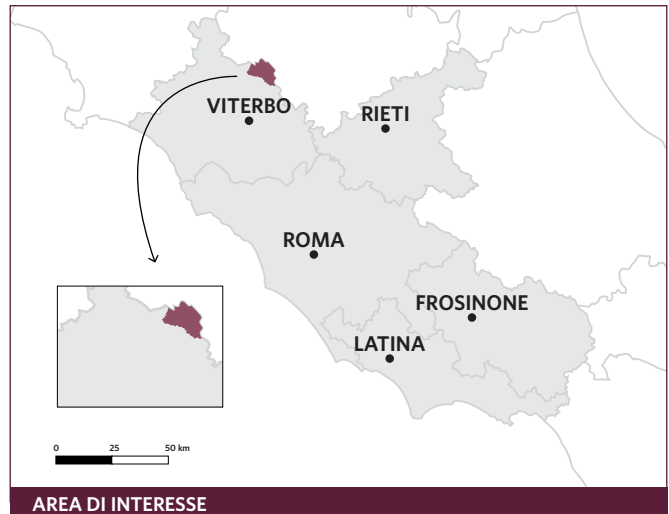 VITERBO
RIETI
ROMA
FROSINONE
LATINA
0 25 50 km
AREA DI INTERESSE